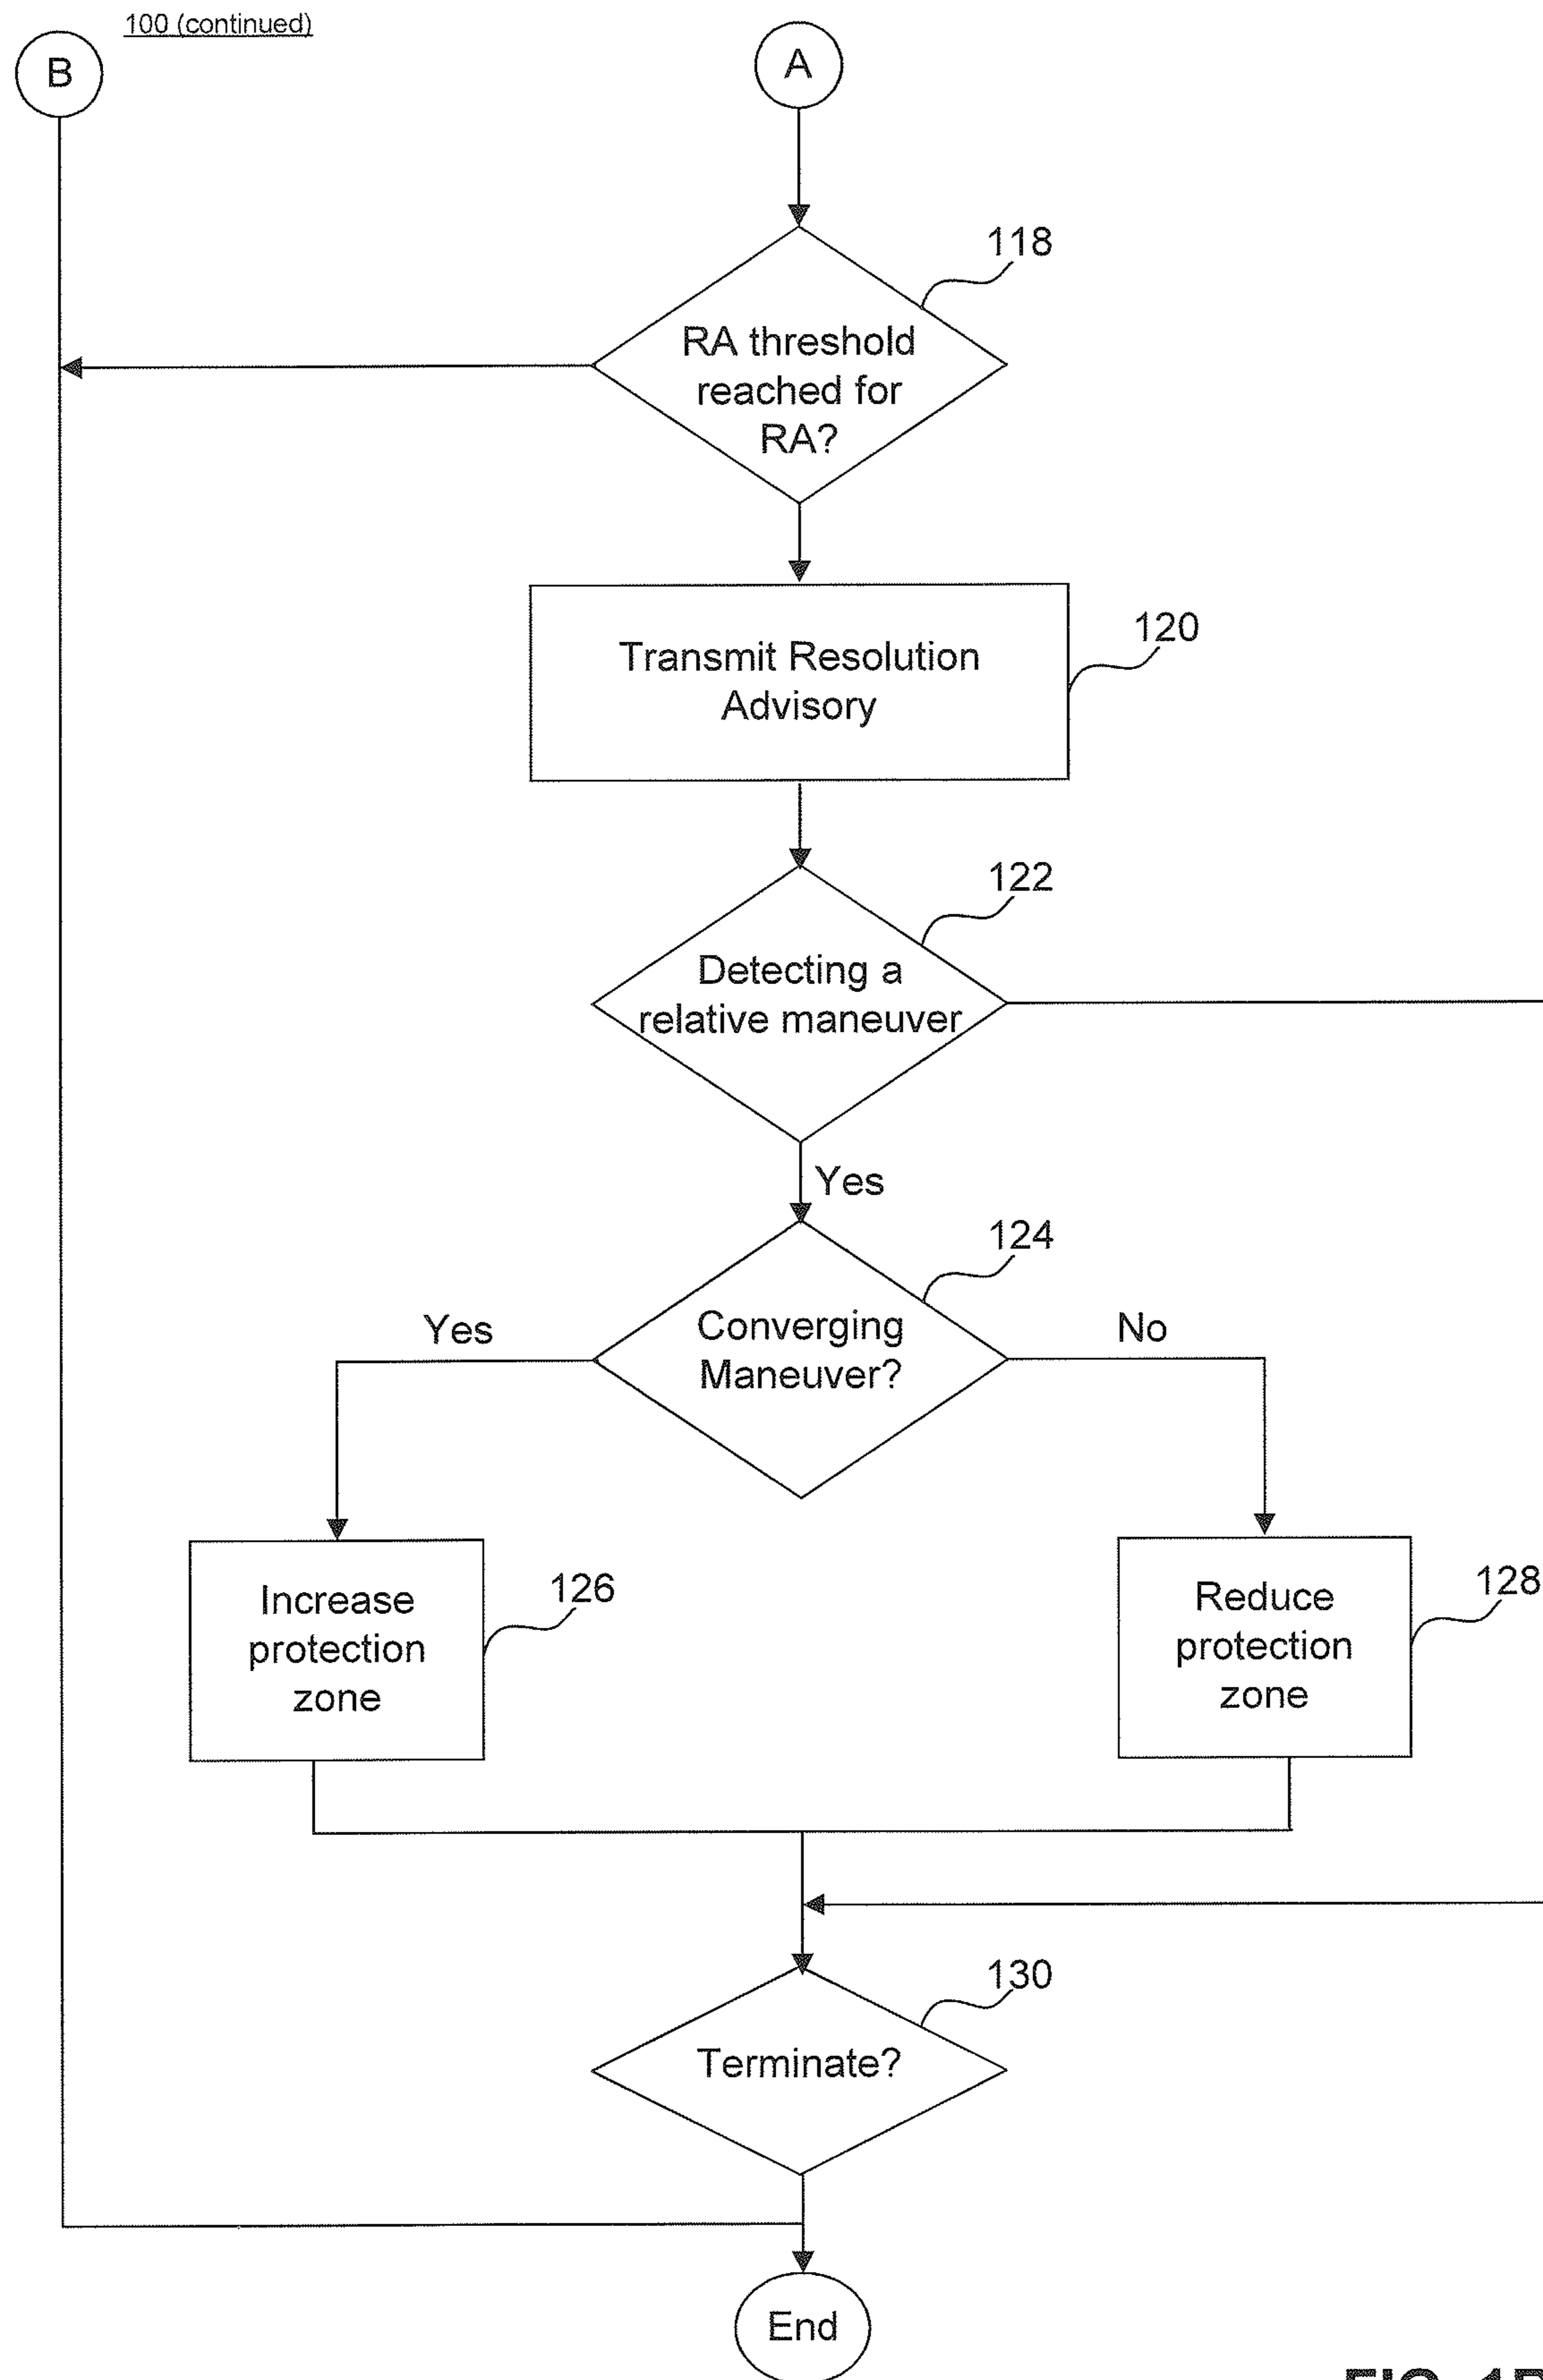 100 (continued)
B
A
118
RA threshold
reached for
RA?
120
Transmit Resolution
Advisory
122
Detecting a
relative maneuver
Yes
124
Converging
Maneuver?
Yes
No
Increase
protection
zone
126
Reduce
protection
zone
128
130
Terminate?
End